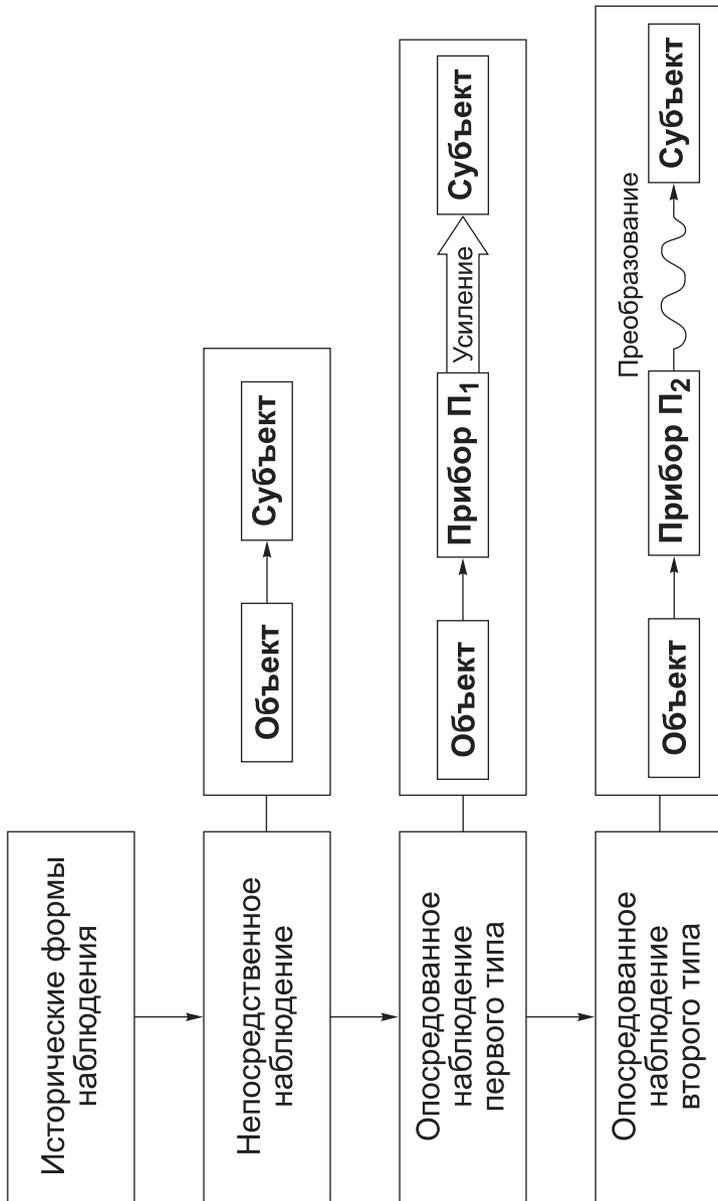 Исторические формы
наблюдения
Непосредственное
наблюдение
Объект
Субъект
Опосредованное
наблюдение
первого типа
Объект
Прибор П1
Усиление
Субъект
Опосредованное
наблюдение
второго типа
Объект
Прибор П2
Преобразование
Субъект